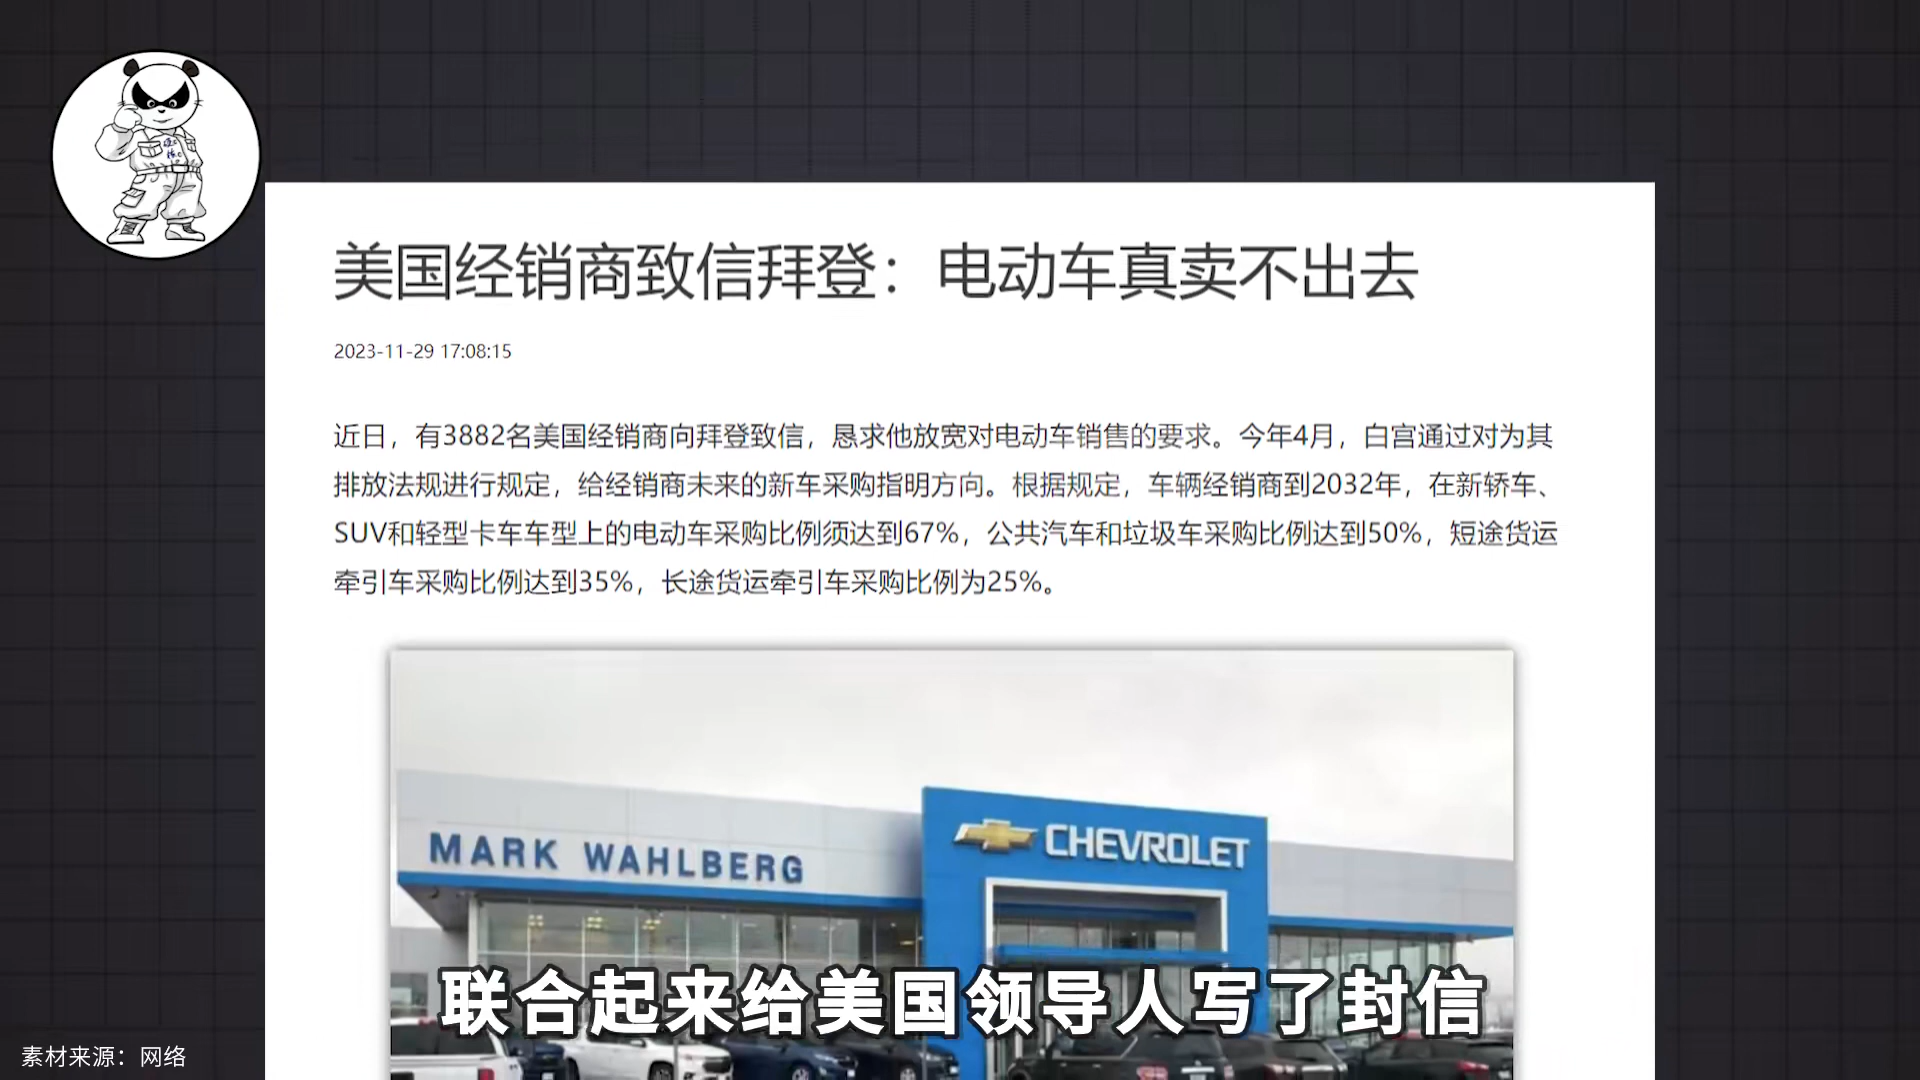 美国经销商致信拜登：电动车真卖不出去
2023-11-29 17:08:15
近日，有3882名美国经销商向拜登致信，恳求他放宽对电动车销售的要求。今年4月，白宫通过对为其
排放法规进行规定，给经销商未来的新车采购指明方向。根据规定，车辆经销商到2032年，在新轿车、
SUV和轻型卡车车型上的电动车采购比例须达到67%，公共汽车和垃圾车采购比例达到50%，短途货运
牵引车采购比例达到35%，长途货运牵引车采购比例为25%。
MARK WAHLBERG
CHEVROLET
联合起来给美国领导人写了封信
素材来源：网络